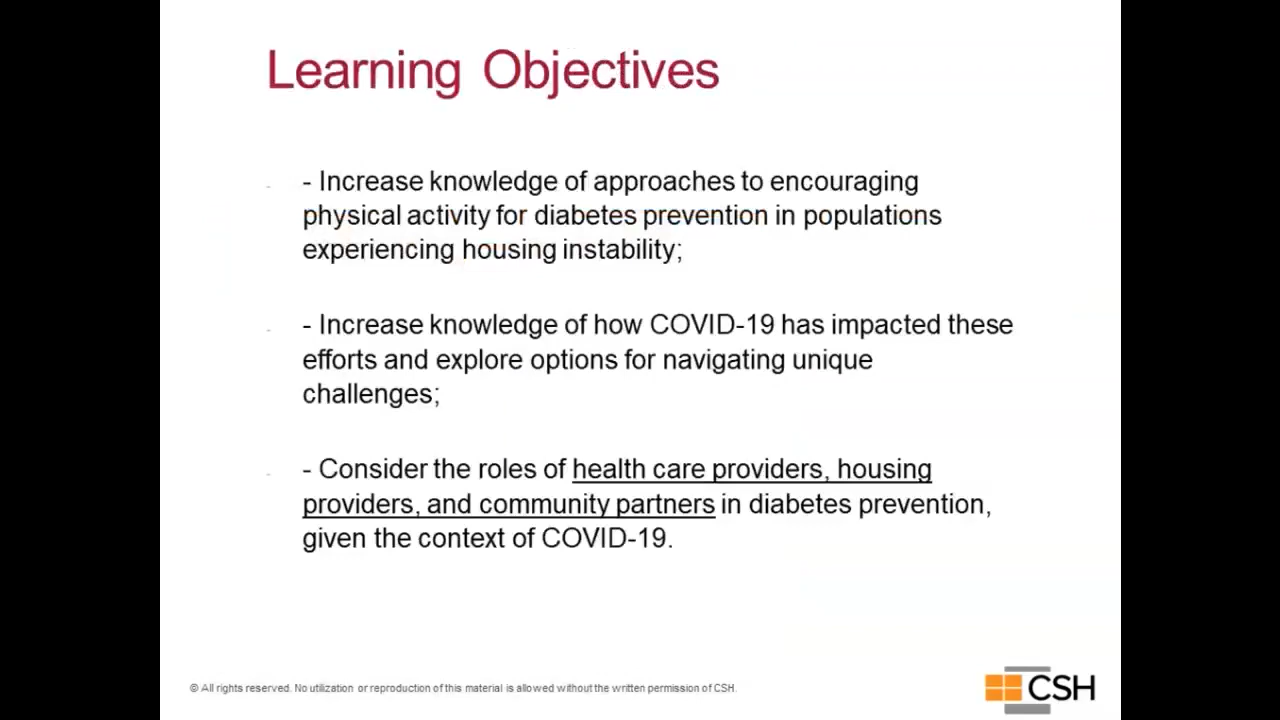 Learning Objectives
- - Increase knowledge of approaches to encouraging
physical activity for diabetes prevention in populations
experiencing housing instability;
- - Increase knowledge of how COVID-19 has impacted these
efforts and explore options for navigating unique
challenges;
- - Consider the roles of health care providers, housing
providers, and community partners in diabetes prevention,
given the context of COVID-19.
© All rights reserved. No utilization or reproduction of this material is allowed without the written permission of CSH.
CSH